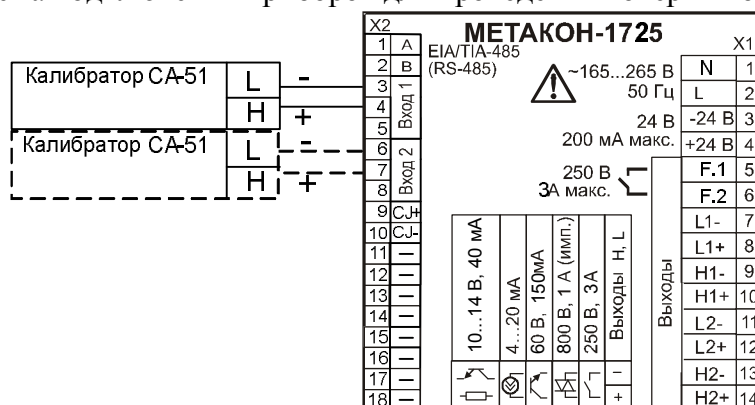 X2
МЕТАКОН-1725
X1
1 A
EIA/TIA-485
2 B
(RS-485)
3
4
5
Вход 1
6
7
8
Вход 2
9 CJ+
10 CJ-
11 –
12 –
13 –
14 –
15 –
16 –
17 –
18 –
Калибратор СА-51
L -
H +
Калибратор СА-51
L -
H +
~165...265 В
50 Гц
24 В
200 мА макс.
250 В
3А макс.
N 1
L 2
-24 В 3
+24 В 4
F.1 5
F.2 6
L1- 7
L1+ 8
H1- 9
H1+ 10
L2- 11
L2+ 12
H2- 13
H2+ 14
Выходы
10...14 В, 40 мА
4...20 мА
60 В, 150мА
800 В, 1 А (имп.)
250 В, 3А
Выходы H, L
–
+